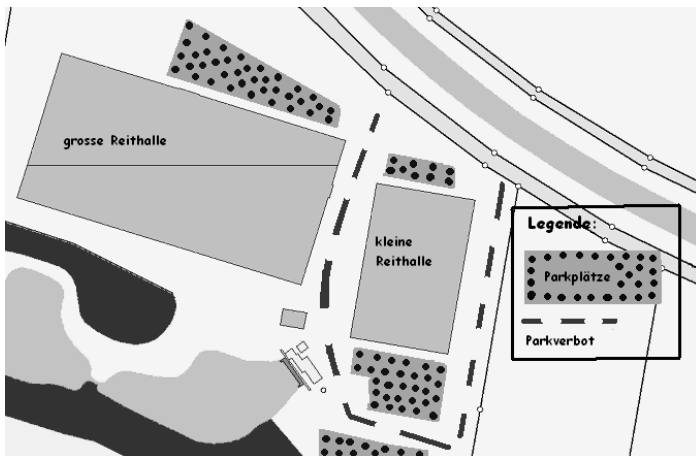 grosse Reithalle
kleine
Reithalle
Legende:
Parkplätze
Parkverbot